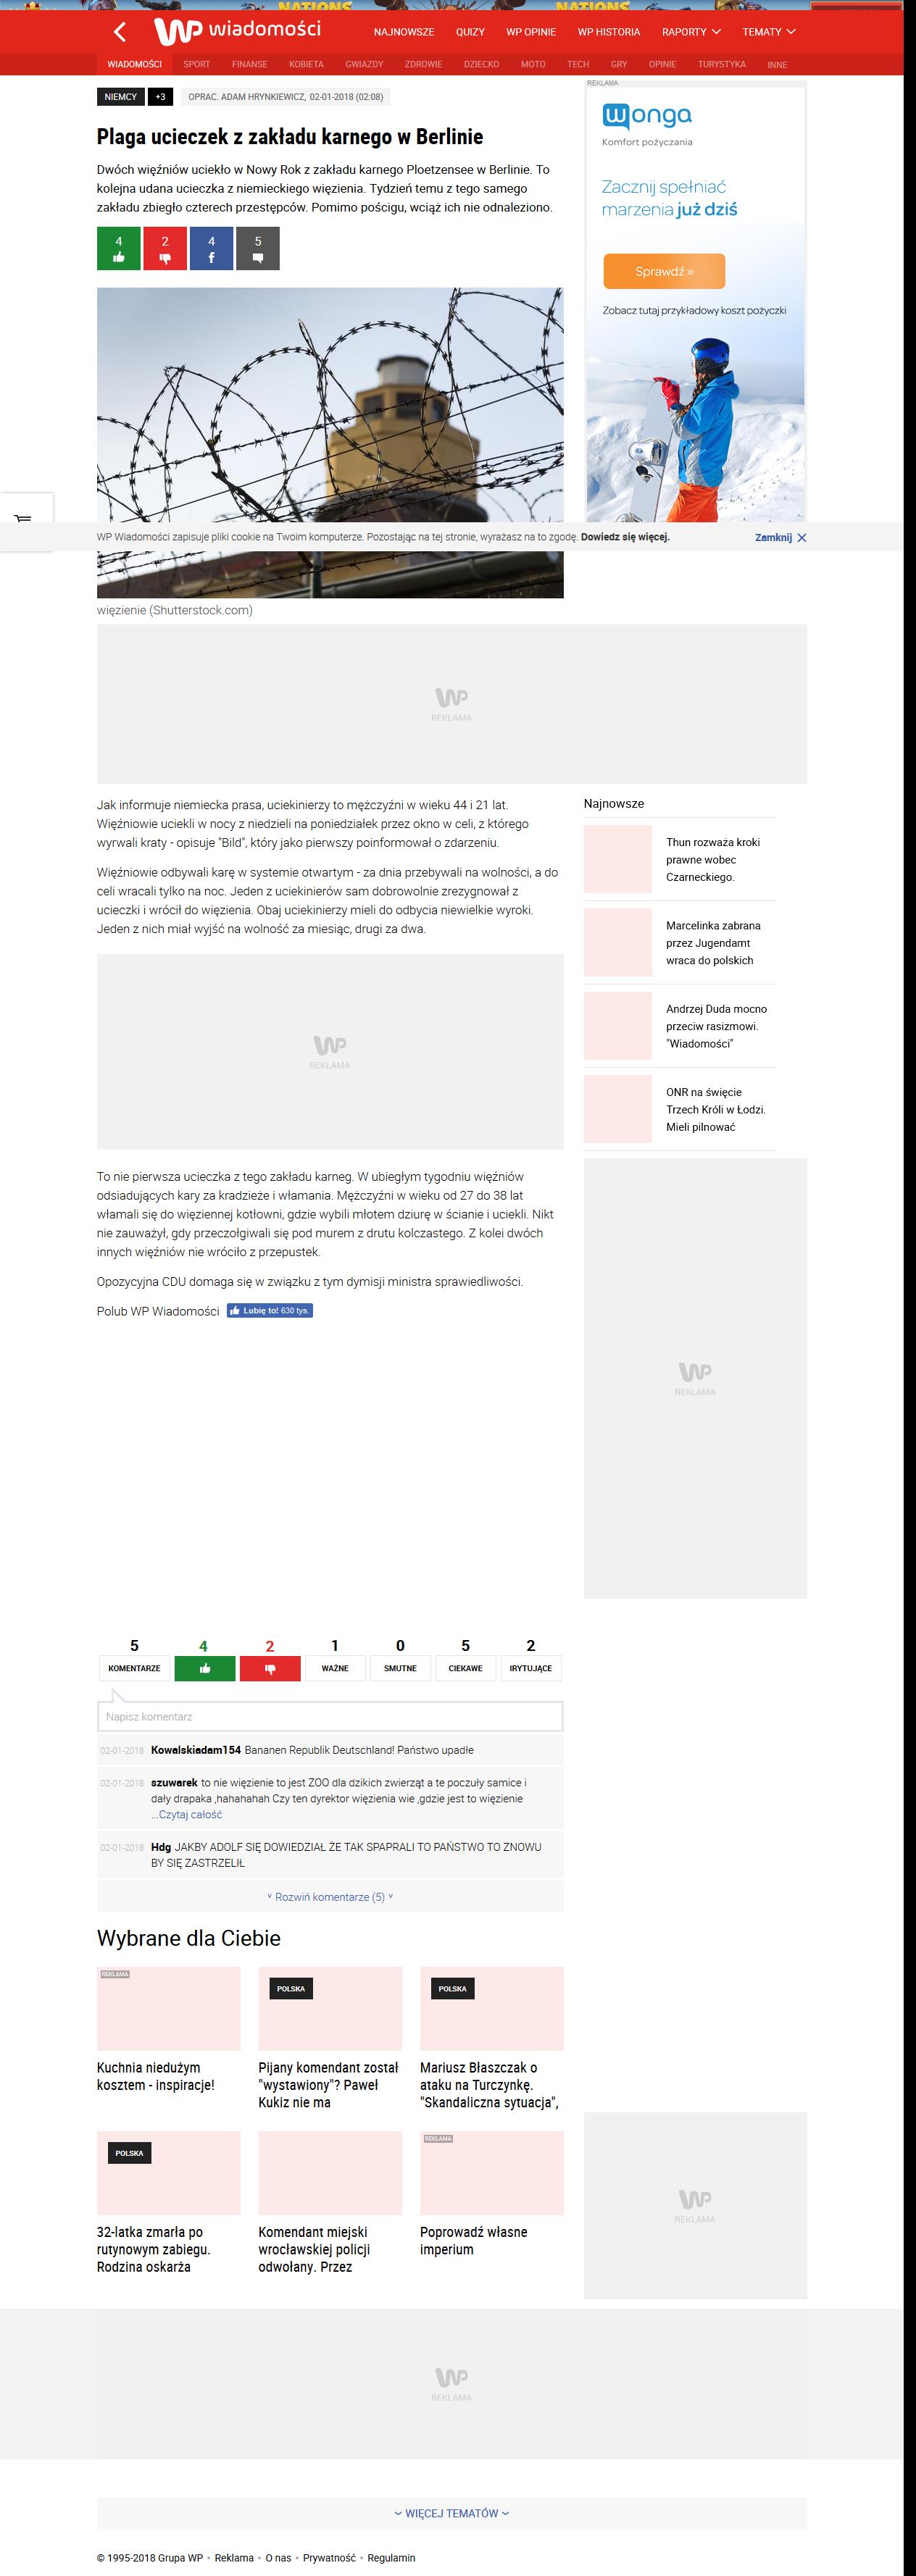 NATIONS NATIONS
WP wiadomości NAJNOWSZE QUIZY WP OPINIE WP HISTORIA RAPORTY TEMATY
WIADOMOŚCI SPORT FINANSE KOBIETA GWIAZDY ZDROWIE DZIECKO MOTO TECH GRY OPINIE TURYSTYKA INNE
NIEMCY +3 OPRAC. ADAM HRYNKIEWICZ, 02-01-2018 (02:08)
Plaga ucieczek z zakładu karnego w Berlinie
Dwóch więźniów uciekło w Nowy Rok z zakładu karnego Ploetzensee w Berlinie. To
kolejna udana ucieczka z niemieckiego więzienia. Tydzień temu z tego samego
zakładu zbiegło czterech przestępców. Pomimo pościgu, wciąż ich nie odnaleziono.
4 2 4 5
f
REKLAMA
wonga
Komfort pożyczania
Zacznij spełniać
marzenia już dziś
Sprawdź »
Zobacz tutaj przykładowy koszt pożyczki
WP Wiadomości zapisuje pliki cookie na Twoim komputerze. Pozostając na tej stronie, wyrażasz na to zgodę. Dowiedz się więcej. Zamknij
więzienie (Shutterstock.com)
WP
REKLAMA
Jak informuje niemiecka prasa, uciekinierzy to mężczyźni w wieku 44 i 21 lat.
Więźniowie uciekli w nocy z niedzieli na poniedziałek przez okno w celi, z którego
wyrwali kraty - opisuje "Bild", który jako pierwszy poinformował o zdarzeniu.
Więźniowie odbywali karę w systemie otwartym - za dnia przebywali na wolności, a do
celi wracali tylko na noc. Jeden z uciekinierów sam dobrowolnie zrezygnował z
ucieczki i wrócił do więzienia. Obaj uciekinierzy mieli do odbycia niewielkie wyroki.
Jeden z nich miał wyjść na wolność za miesiąc, drugi za dwa.
WP
REKLAMA
To nie pierwsza ucieczka z tego zakładu karneg. W ubiegłym tygodniu więźniów
odsiadujących kary za kradzieże i włamania. Mężczyźni w wieku od 27 do 38 lat
włamali się do więziennej kotłowni, gdzie wybili młotem dziurę w ścianie i uciekli. Nikt
nie zauważył, gdy przeczołgiwali się pod murem z drutu kolczastego. Z kolei dwóch
innych więźniów nie wróciło z przepustek.
Opozycyjna CDU domaga się w związku z tym dymisji ministra sprawiedliwości.
Polub WP Wiadomości Lubię to! 630 tys.
Najnowsze
Thun rozważa kroki
prawne wobec
Czarneckiego.
Marcelinka zabrana
przez Jugendamt
wraca do polskich
Andrzej Duda mocno
przeciw rasizmowi.
"Wiadomości"
ONR na święcie
Trzech Króli w Łodzi.
Mieli pilnować
WP
REKLAMA
5 4 2 1 0 5 2
KOMENTARZE WAŻNE SMUTNE CIEKAWE IRYTUJĄCE
Napisz komentarz
02-01-2018 Kowalskiadam154 Bananen Republik Deutschland! Państwo upadłe
02-01-2018 szuwarek to nie więzienie to jest ZOO dla dzikich zwierząt a te poczuły samice i
dały drapaka ,hahahahah Czy ten dyrektor więzienia wie ,gdzie jest to więzienie
...Czytaj całość
02-01-2018 Hdg JAKBY ADOLF SIĘ DOWIEDZIAŁ ŻE TAK SPAPRALI TO PAŃSTWO TO ZNOWU
BY SIĘ ZASTRZELIŁ
˅ Rozwiń komentarze (5) ˅
Wybrane dla Ciebie
REKLAMA
Kuchnia niedużym
kosztem - inspiracje!
POLSKA
Pijany komendant został
"wystawiony"? Paweł
Kukiz nie ma
POLSKA
Mariusz Błaszczak o
ataku na Turczynkę.
"Skandaliczna sytuacja",
POLSKA
32-latka zmarła po
rutynowym zabiegu.
Rodzina oskarża
Komendant miejski
wrocławskiej policji
odwołany. Przez
REKLAMA
Poprowadź własne
imperium
WP
REKLAMA
WP
REKLAMA
WIĘCEJ TEMATÓW
© 1995-2018 Grupa WP • Reklama • O nas • Prywatność • Regulamin